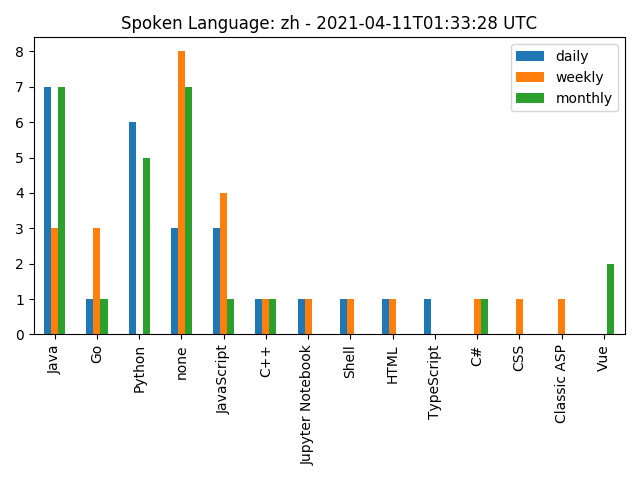 Spoken Language: zh - 2021-04-11T01:33:28 UTC
daily
weekly
monthly
8
7
6
5
4
3
2
1
0
Java
Go
Python
none
JavaScript
C++
Jupyter Notebook
Shell
HTML
TypeScript
C#
CSS
Classic ASP
Vue